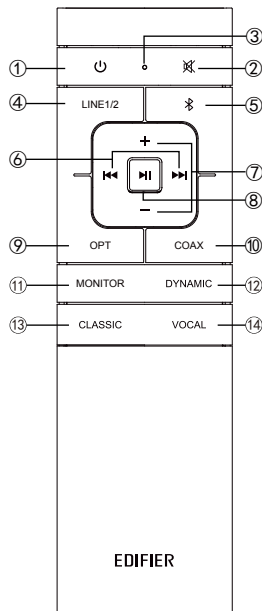 ③
① ②
④ LINE1/2 ⑤
+
⑥ ⑦
⑧
−
⑨ OPT COAX ⑩
⑪ MONITOR DYNAMIC ⑫
⑬ CLASSIC VOCAL ⑭
EDIFIER